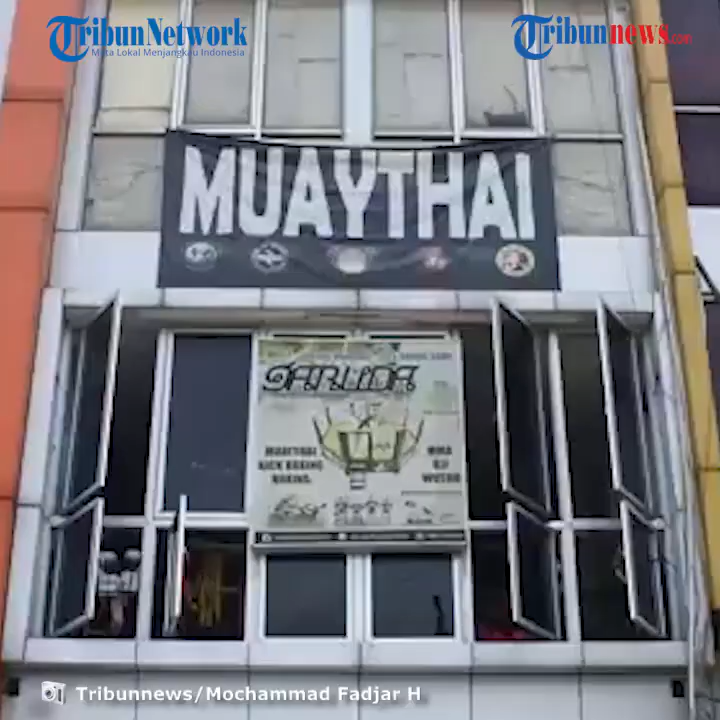 TribunNetwork
Mata Lokal Menjangkau Indonesia
Tribunnews.com
MUAYTHAI
GARUDA
MUAYTHAI
KICK BOXING
BOXING
MMA
BJJ
WUSHU
Tribunnews/Mochammad Fadjar H